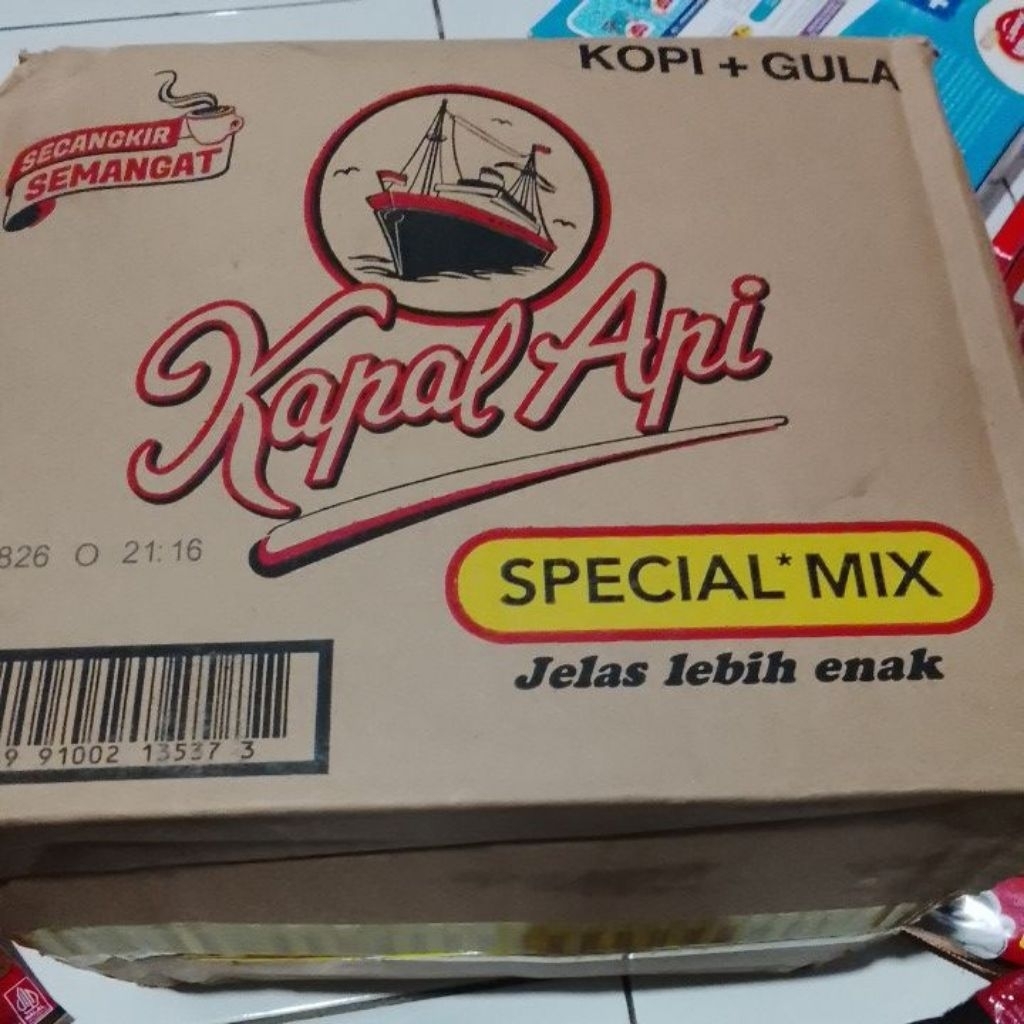 KOPI + GULA
SECANGKIR
SEMANGAT
Kapal Api
826 O 21:16
SPECIAL* MIX
Jelas lebih enak
9 91002 13537 3